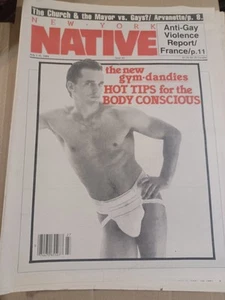 The Church & the Mayor vs. Gays?/Arvanette/p. 8.
NEW YORK
NATIVE
Anti-Gay
Violence
Report/
France/p.11
the new
gym·dandies
HOT TIPS for the
BODY CONSCIOUS